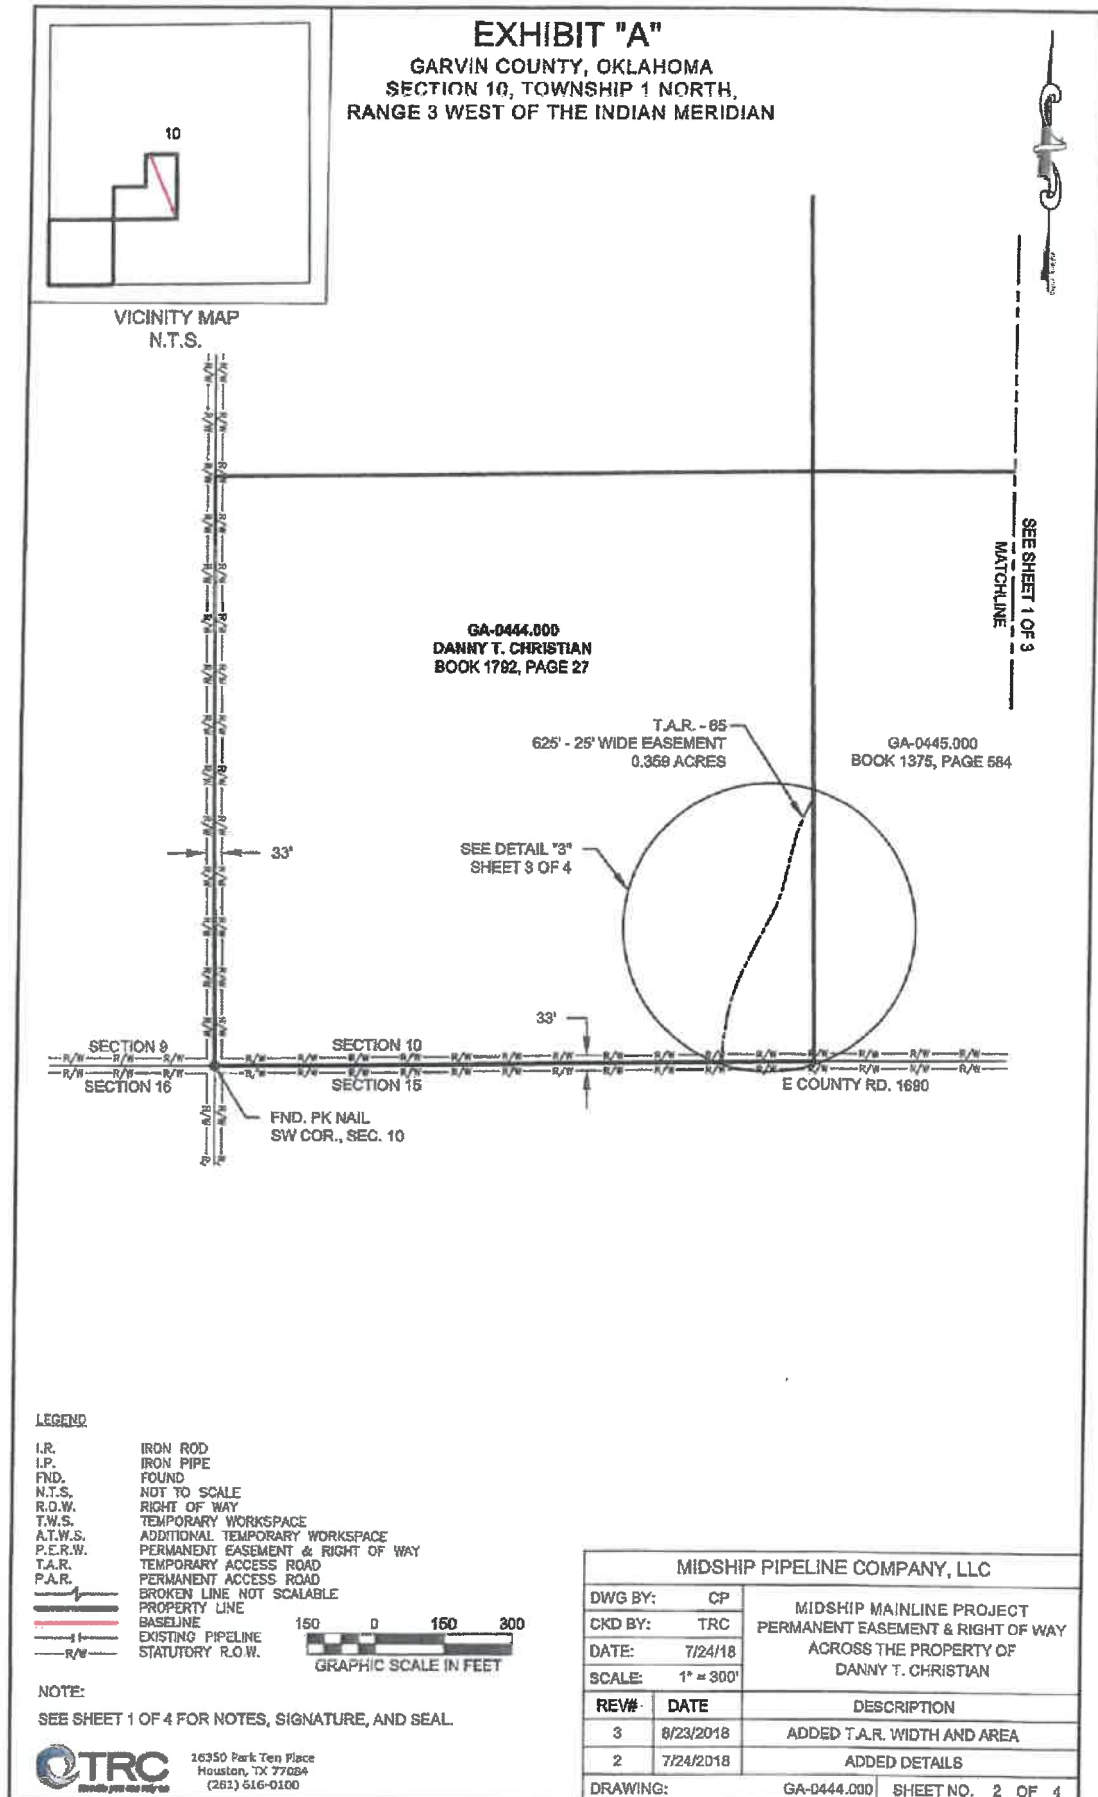 EXHIBIT "A"
GARVIN COUNTY, OKLAHOMA
SECTION 10, TOWNSHIP 1 NORTH,
RANGE 3 WEST OF THE INDIAN MERIDIAN
10
VICINITY MAP
N.T.S.
SEE SHEET 1 OF 3
MATCHLINE
GA-0444.000
DANNY T. CHRISTIAN
BOOK 1792, PAGE 27
T.A.R. - 65
625' - 25' WIDE EASEMENT
0.359 ACRES
GA-0445.000
BOOK 1375, PAGE 584
SEE DETAIL "3"
SHEET 3 OF 4
33'
33'
SECTION 9
SECTION 10
SECTION 16
SECTION 15
E COUNTY RD. 1690
FND. PK NAIL
SW COR., SEC. 10
LEGEND
I.R. IRON ROD
I.P. IRON PIPE
FND. FOUND
N.T.S. NOT TO SCALE
R.O.W. RIGHT OF WAY
T.W.S. TEMPORARY WORKSPACE
A.T.W.S. ADDITIONAL TEMPORARY WORKSPACE
P.E.R.W. PERMANENT EASEMENT & RIGHT OF WAY
T.A.R. TEMPORARY ACCESS ROAD
P.A.R. PERMANENT ACCESS ROAD
BROKEN LINE NOT SCALABLE
PROPERTY LINE
BASELINE
EXISTING PIPELINE
R/W STATUTORY R.O.W.
150 0 150 300
GRAPHIC SCALE IN FEET
NOTE:
SEE SHEET 1 OF 4 FOR NOTES, SIGNATURE, AND SEAL.
TRC
16350 Park Ten Place
Houston, TX 77084
(281) 616-0100
MIDSHIP PIPELINE COMPANY, LLC
DWG BY: CP
CKD BY: TRC
DATE: 7/24/18
SCALE: 1" = 300'
MIDSHIP MAINLINE PROJECT
PERMANENT EASEMENT & RIGHT OF WAY
ACROSS THE PROPERTY OF
DANNY T. CHRISTIAN
REV# DATE DESCRIPTION
3 8/23/2018 ADDED T.A.R. WIDTH AND AREA
2 7/24/2018 ADDED DETAILS
DRAWING: GA-0444.000 SHEET NO. 2 OF 4